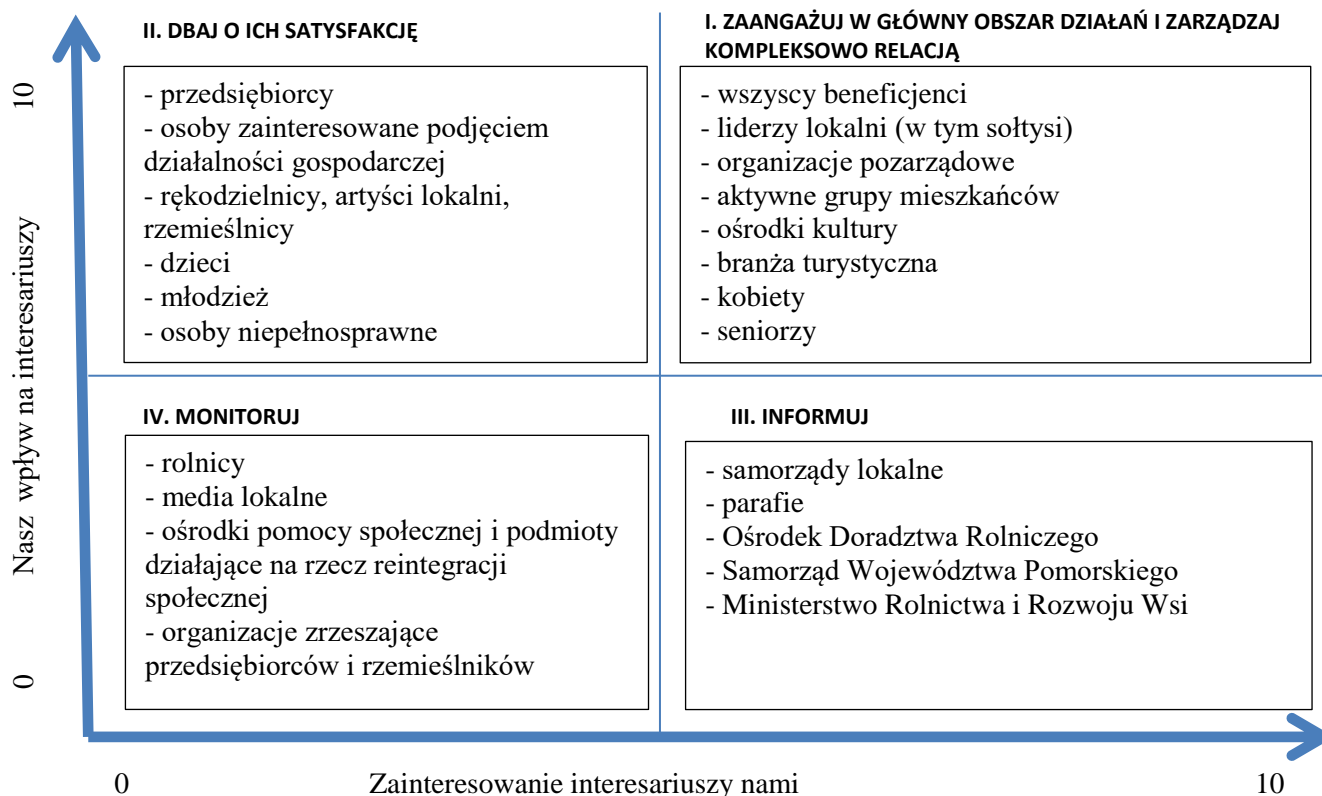 II. DBAJ O ICH SATYSFAKCJĘ
- przedsiębiorcy
- osoby zainteresowane podjęciem
działalności gospodarczej
- rękodzielnicy, artyści lokalni,
rzemieślnicy
- dzieci
- młodzież
- osoby niepełnosprawne
I. ZAANGAŻUJ W GŁÓWNY OBSZAR DZIAŁAŃ I ZARZĄDZAJ
KOMPLEKSOWO RELACJĄ
- wszyscy beneficjenci
- liderzy lokalni (w tym sołtysi)
- organizacje pozarządowe
- aktywne grupy mieszkańców
- ośrodki kultury
- branża turystyczna
- kobiety
- seniorzy
IV. MONITORUJ
- rolnicy
- media lokalne
- ośrodki pomocy społecznej i podmioty
działające na rzecz reintegracji
społecznej
- organizacje zrzeszające
przedsiębiorców i rzemieślników
III. INFORMUJ
- samorządy lokalne
- parafie
- Ośrodek Doradztwa Rolniczego
- Samorząd Województwa Pomorskiego
- Ministerstwo Rolnictwa i Rozwoju Wsi
0 Nasz wpływ na interesariuszy 10
0 Zainteresowanie interesariuszy nami 10